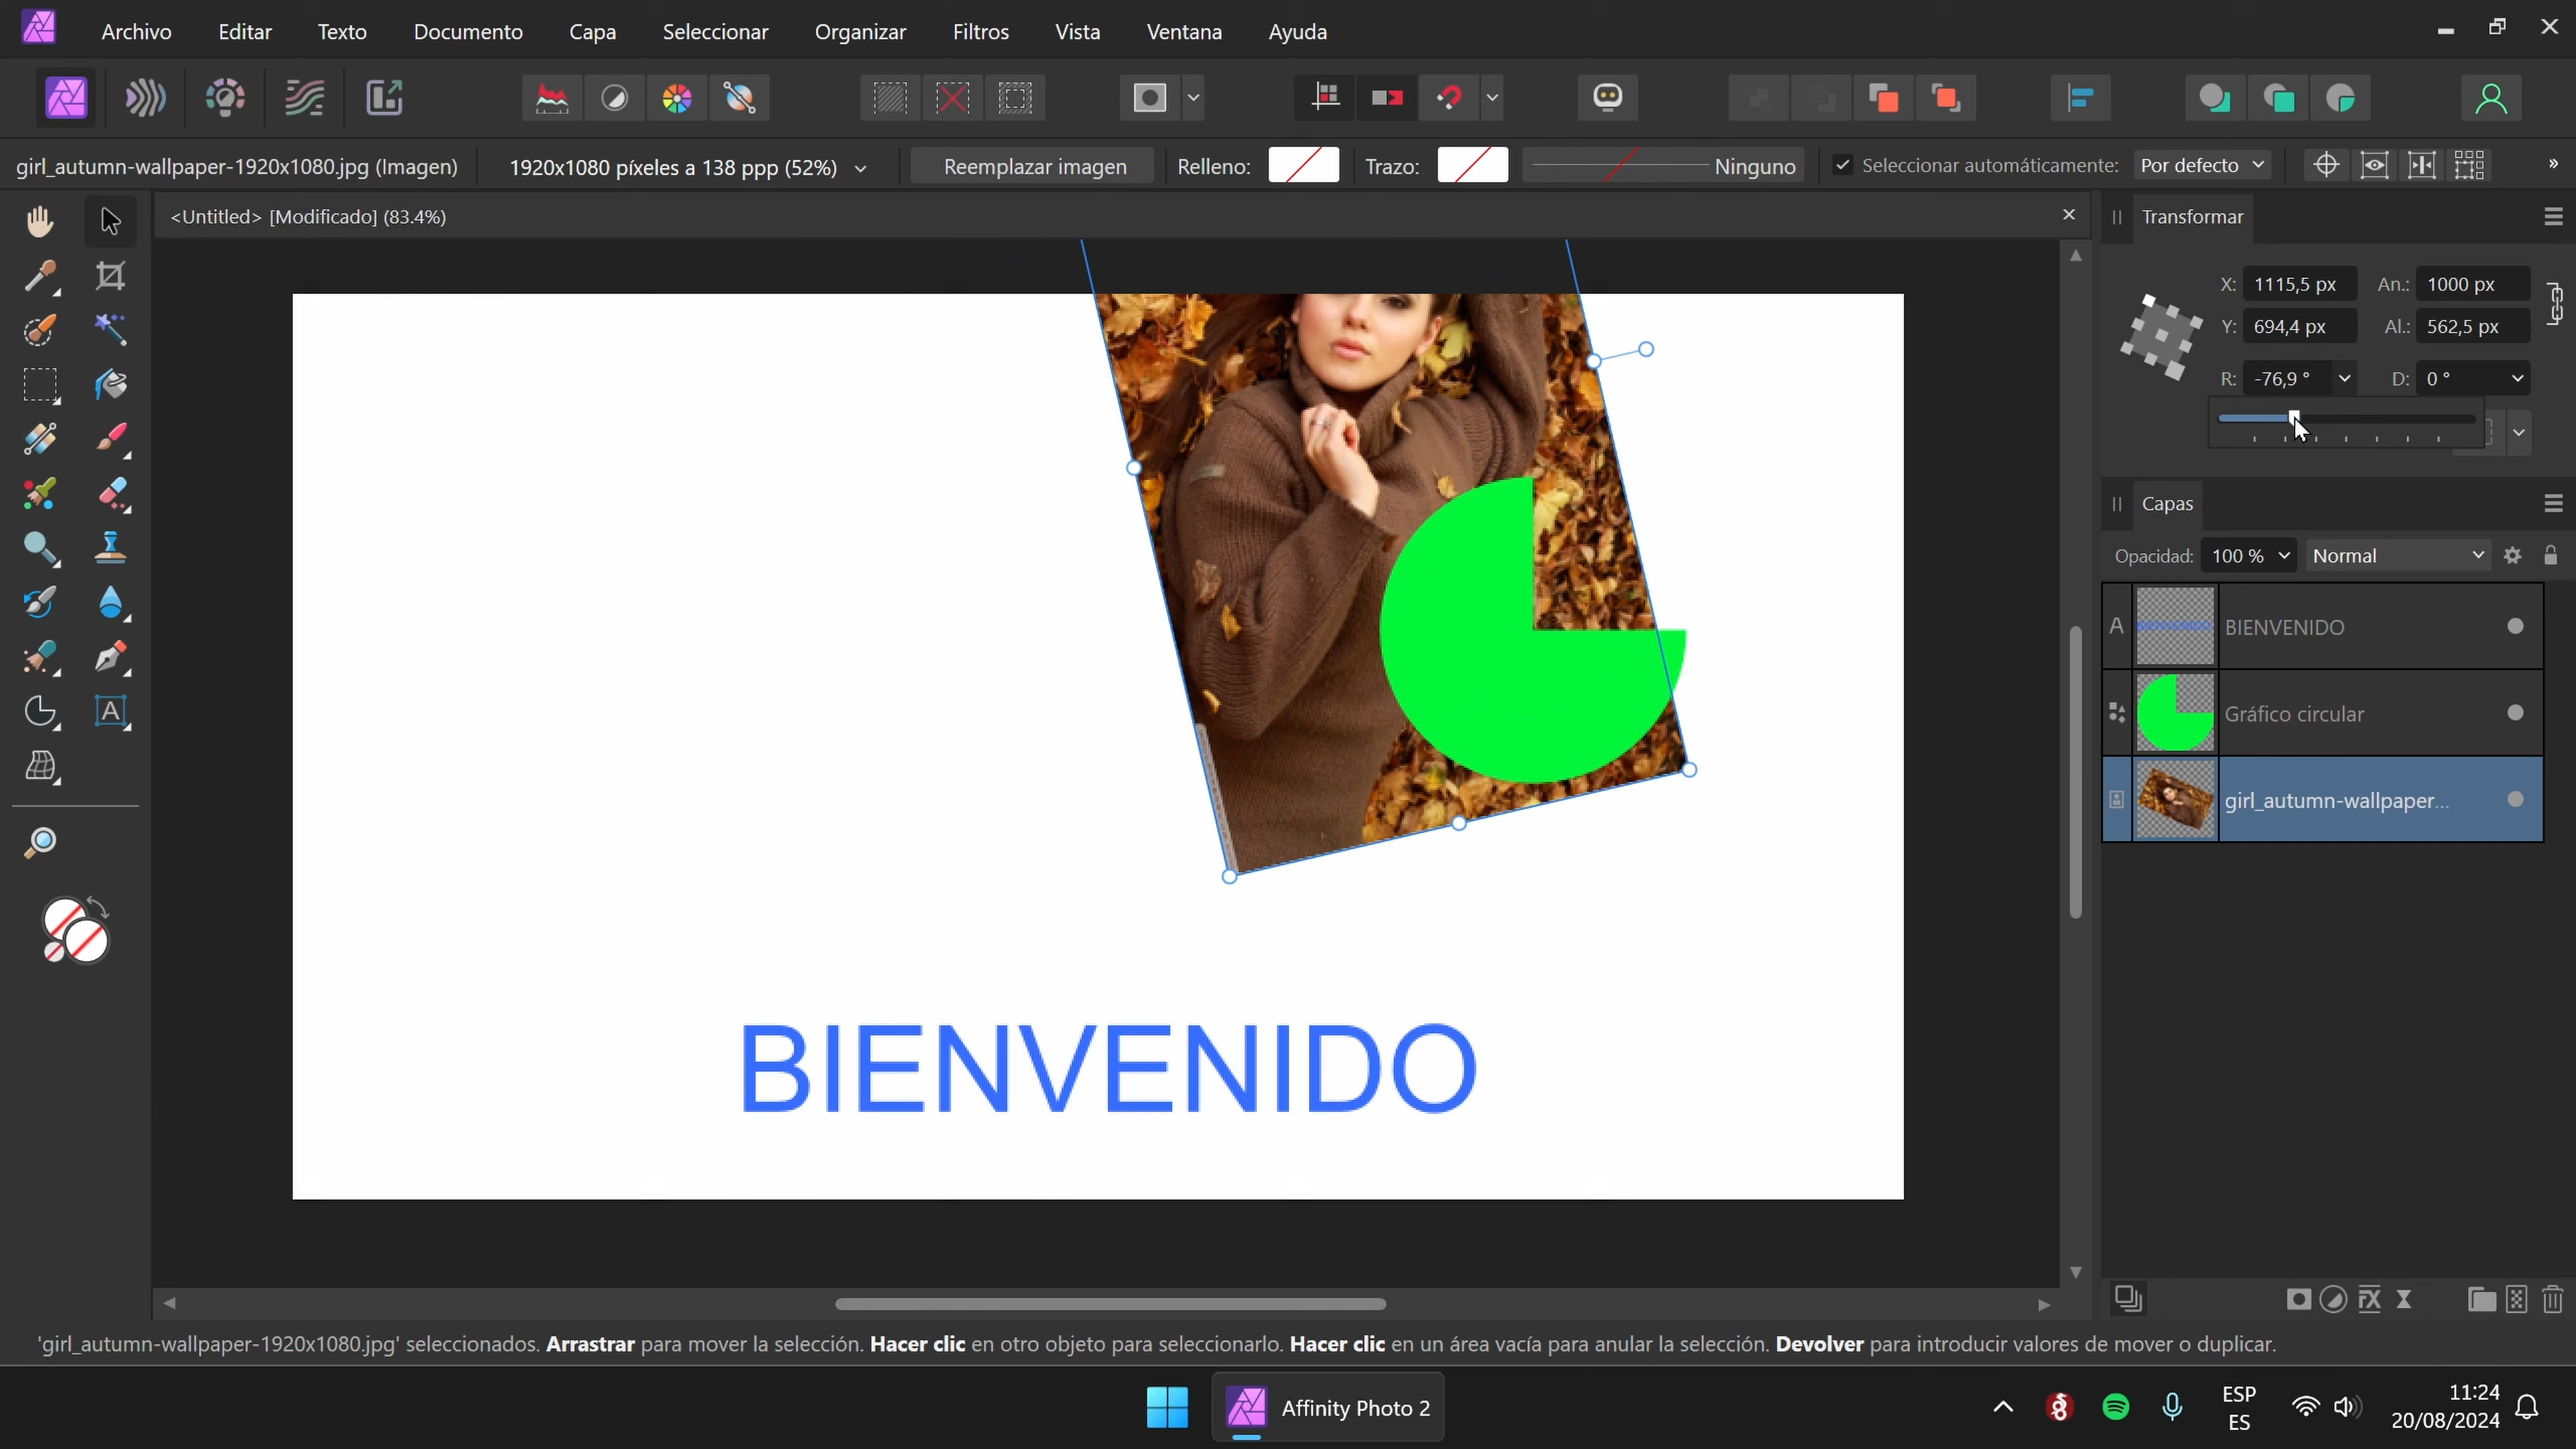 Archivo Editar Texto Documento Capa Seleccionar Organizar Filtros Vista Ventana Ayuda
girl_autumn-wallpaper-1920x1080.jpg (Imagen) 1920x1080 píxeles a 138 ppp (52%) Reemplazar imagen Relleno: Trazo: Ninguno Seleccionar automáticamente: Por defecto »
<Untitled> [Modificado] (83.4%)
Transformar
X: 1115,5 px An.: 1000 px
Y: 694,4 px Al.: 562,5 px
R: -76,9 ° D: 0 °
Capas
Opacidad: 100 % Normal
A BIENVENIDO
Gráfico circular
girl_autumn-wallpaper...
BIENVENIDO
'girl_autumn-wallpaper-1920x1080.jpg' seleccionados. Arrastrar para mover la selección. Hacer clic en otro objeto para seleccionarlo. Hacer clic en un área vacía para anular la selección. Devolver para introducir valores de mover o duplicar.
Affinity Photo 2
ESP
ES
11:24
20/08/2024